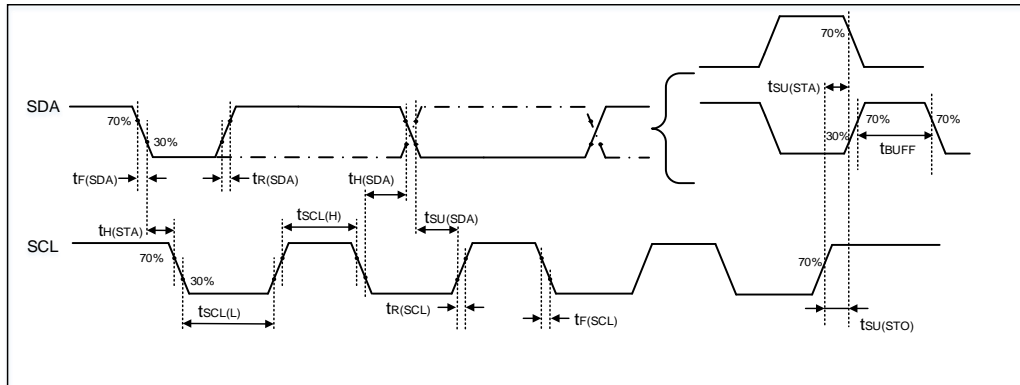 70%
tSU(STA)
SDA
70%
30%
30%
70%
70%
tBUFF
tF(SDA)
tR(SDA)
tH(SDA)
tH(STA)
tSCL(H)
tSU(SDA)
SCL
70%
30%
70%
tSCL(L)
tR(SCL)
tF(SCL)
tSU(STO)